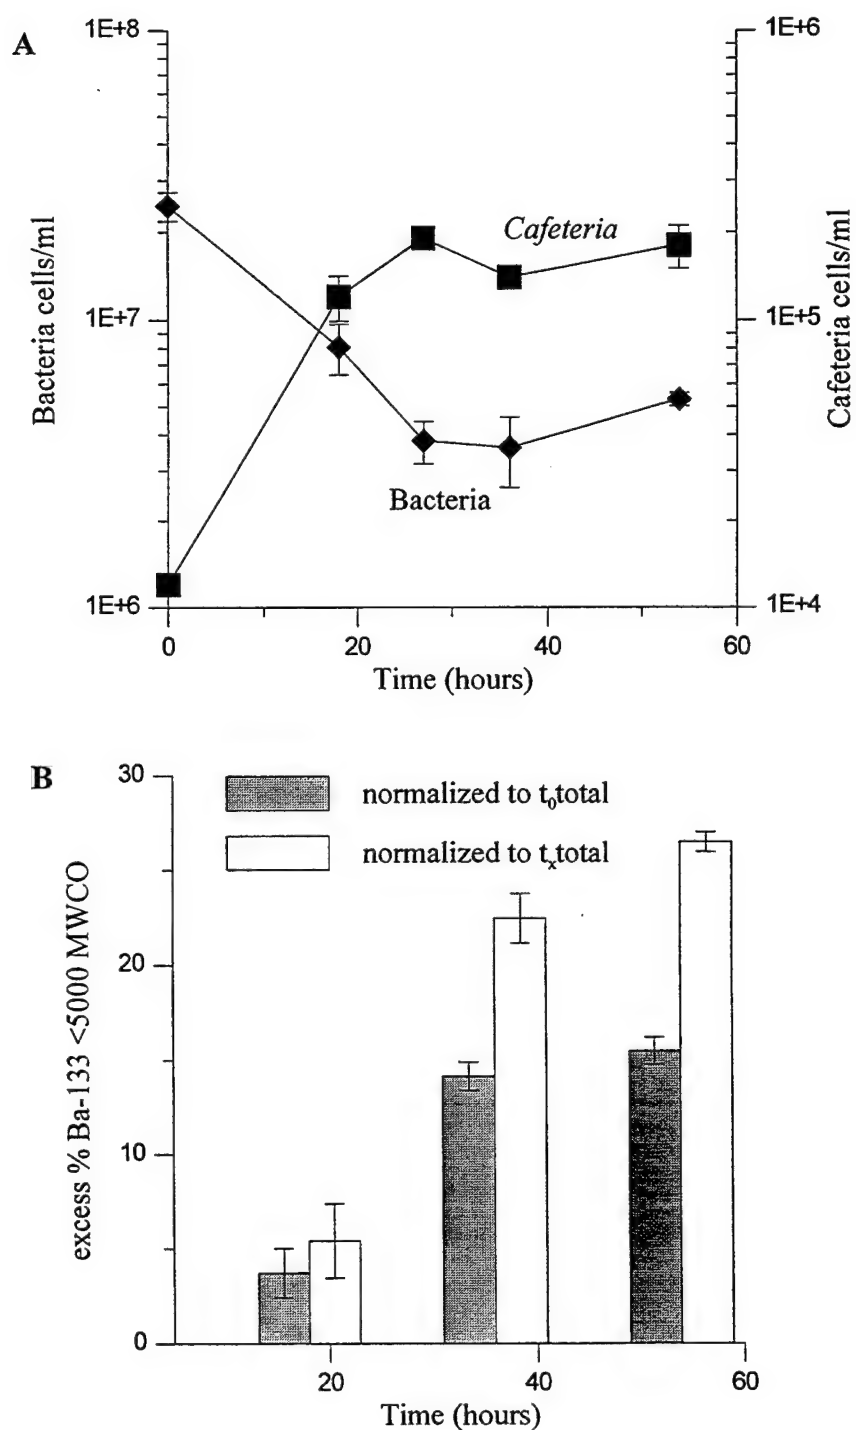 A
1E+8
1E+6
Cafeteria
1E+7
1E+5
Bacteria cells/ml
Cafeteria cells/ml
Bacteria
1E+6
1E+4
0
20
40
60
Time (hours)
B
30
normalized to t₀total
normalized to tₓtotal
20
10
0
excess % Ba-133 <5000 MWCO
20
40
60
Time (hours)